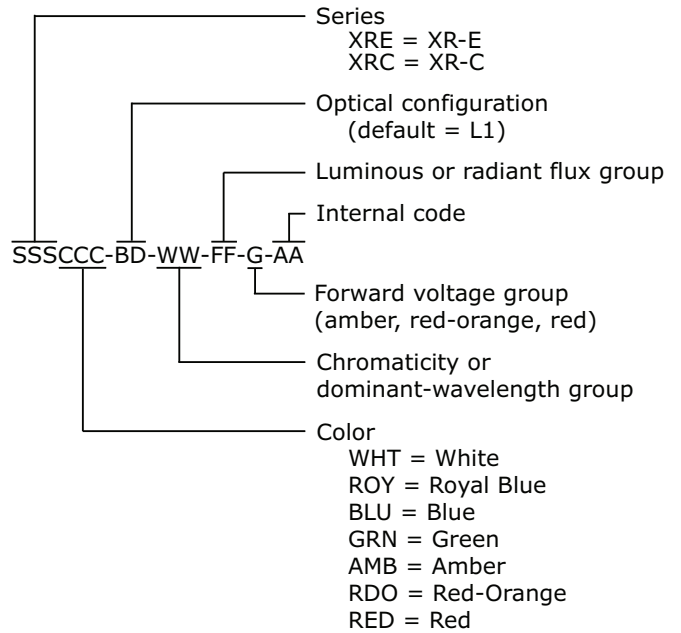 Series
XRE = XR-E
XRC = XR-C
Optical configuration
(default = L1)
Luminous or radiant flux group
Internal code
SSSCCC-BD-WW-FF-G-AA
Forward voltage group
(amber, red-orange, red)
Chromaticity or
dominant-wavelength group
Color
WHT = White
ROY = Royal Blue
BLU = Blue
GRN = Green
AMB = Amber
RDO = Red-Orange
RED = Red